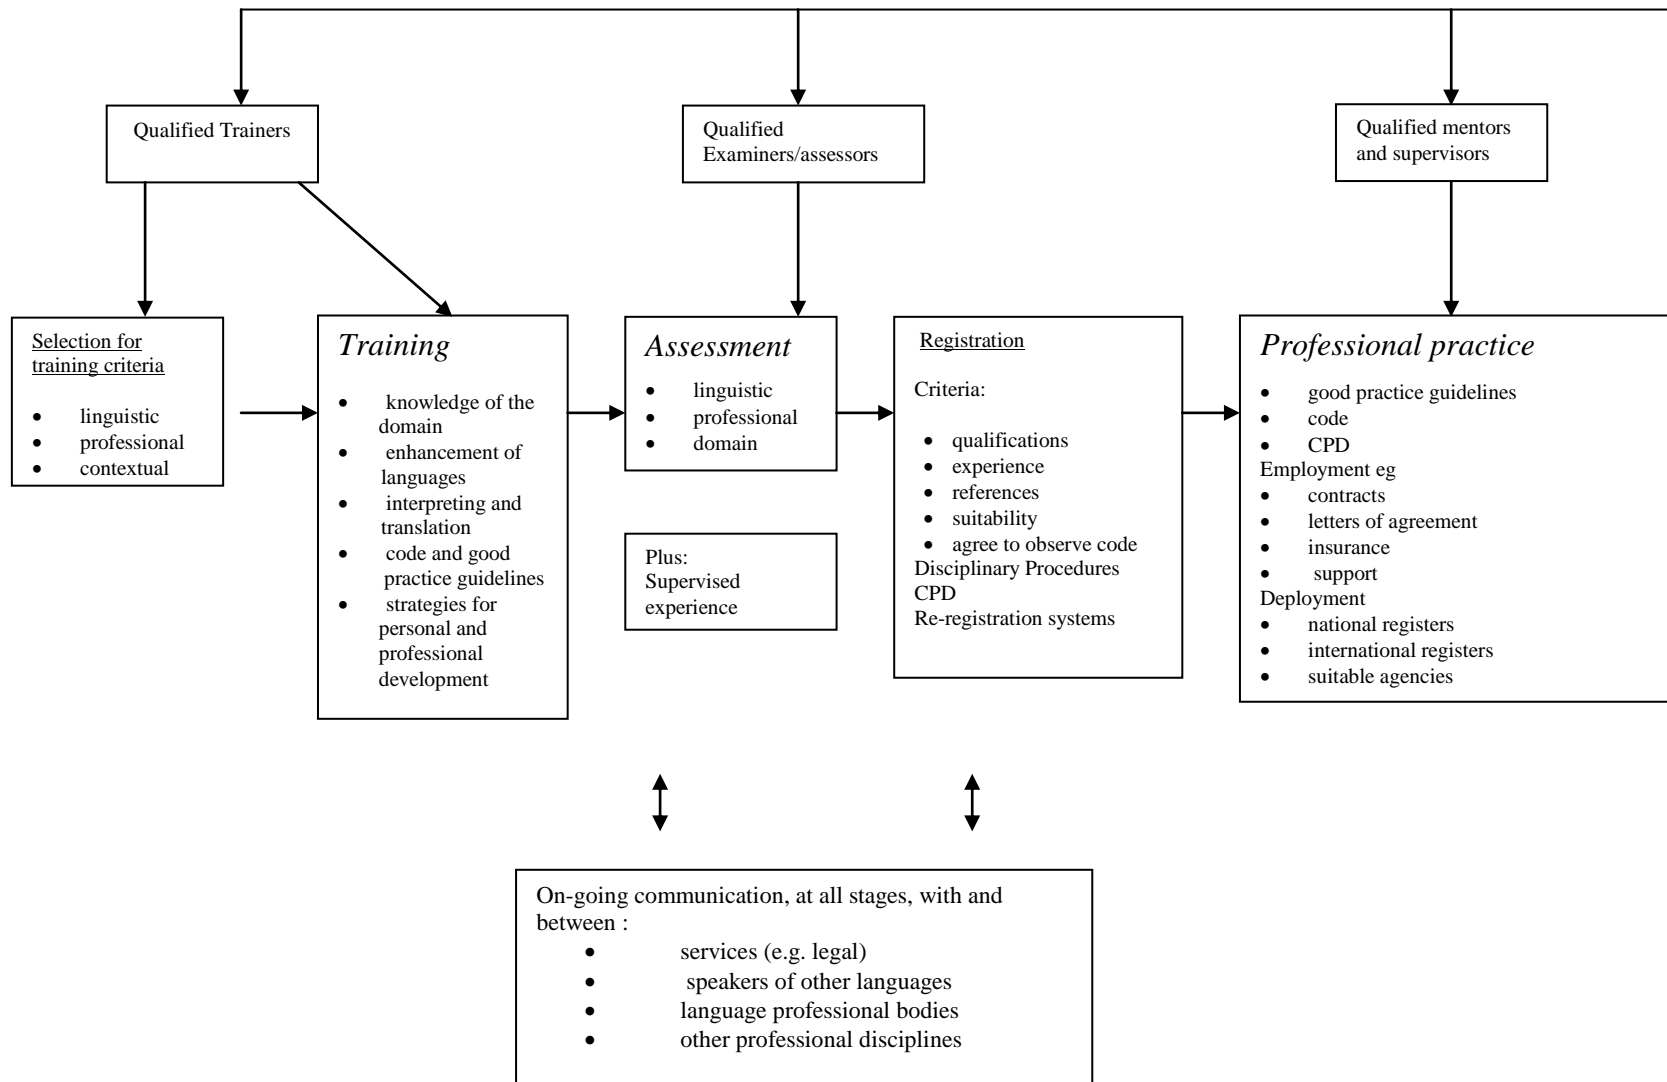 Qualified Trainers
Qualified
Examiners/assessors
Qualified mentors
and supervisors
Selection for
training criteria
• linguistic
• professional
• contextual
Training
• knowledge of the
domain
• enhancement of
languages
• interpreting and
translation
• code and good
practice guidelines
• strategies for
personal and
professional
development
Assessment
• linguistic
• professional
• domain
Plus:
Supervised
experience
Registration
Criteria:
• qualifications
• experience
• references
• suitability
• agree to observe code
Disciplinary Procedures
CPD
Re-registration systems
Professional practice
• good practice guidelines
• code
• CPD
Employment eg
• contracts
• letters of agreement
• insurance
• support
Deployment
• national registers
• international registers
• suitable agencies
On-going communication, at all stages, with and
between :
• services (e.g. legal)
• speakers of other languages
• language professional bodies
• other professional disciplines